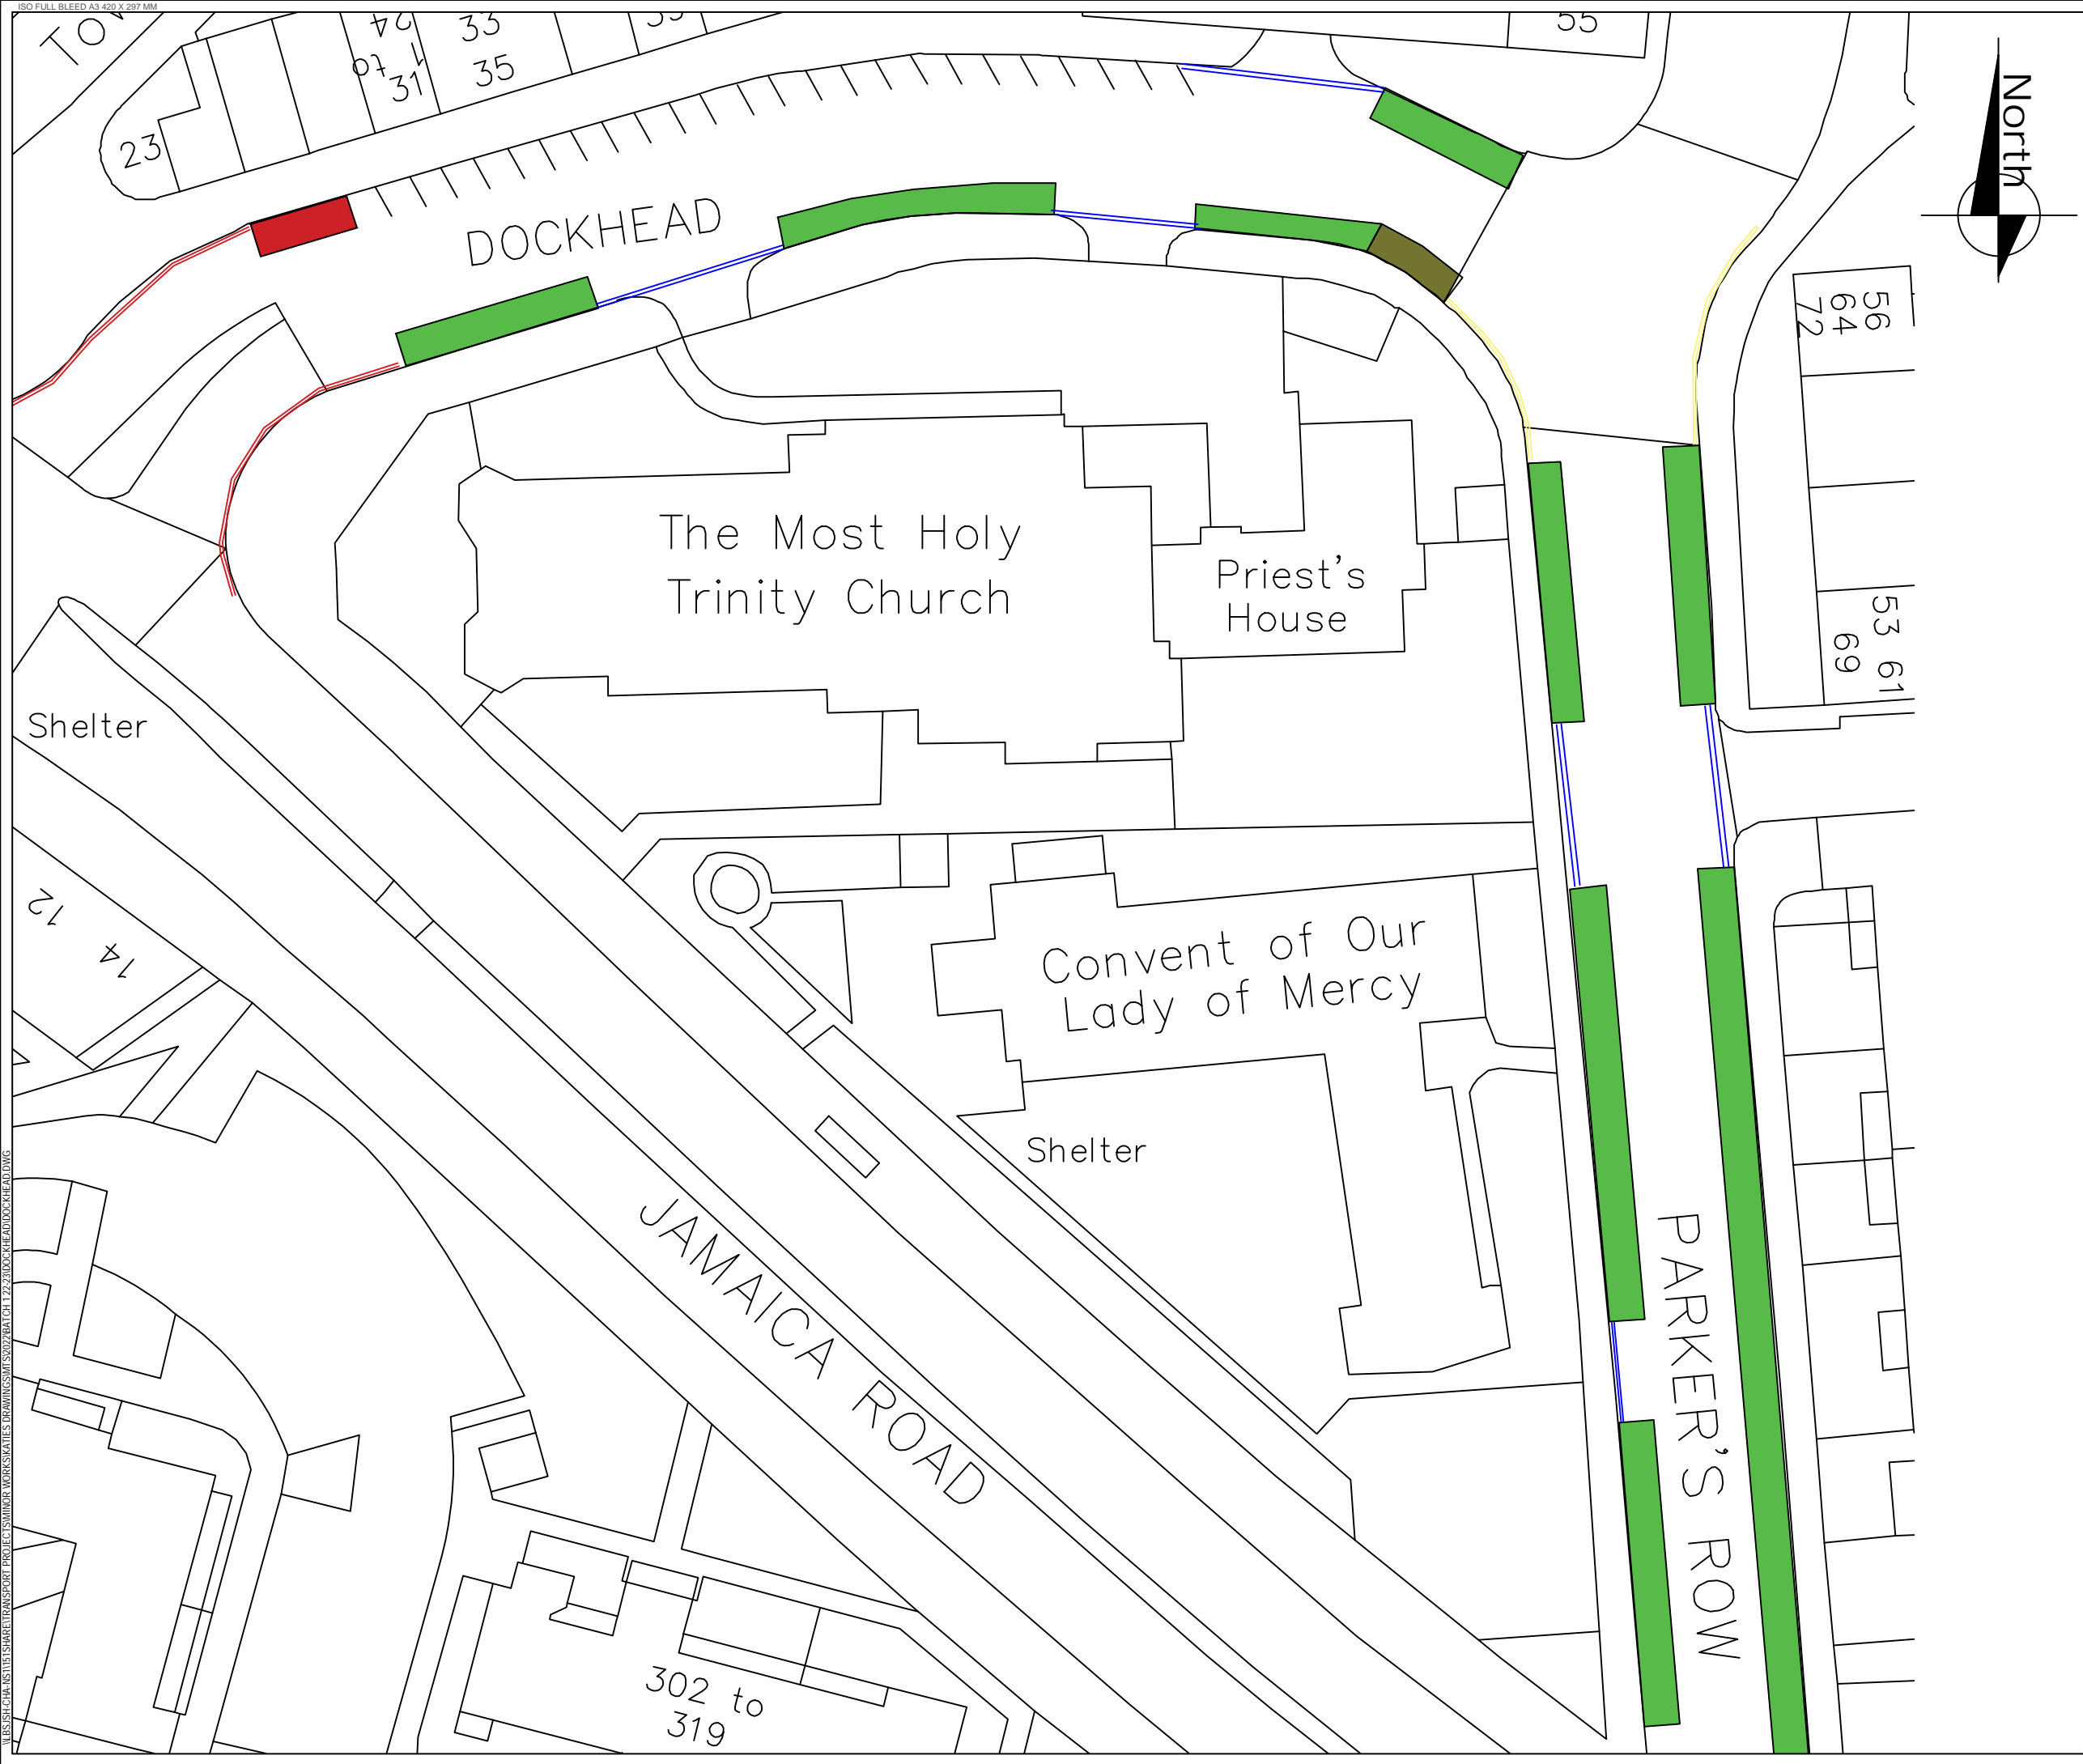 ISO FULL BLEED A3 420 X 297 MM
24
33
55
31
35
23
North
DOCKHEAD
56
64
72
The Most Holy
Trinity Church
Priest's
House
53 61
69
Shelter
12
14
Convent of Our
Lady of Mercy
Shelter
JAMAICA ROAD
PARKER'S ROW
302 to
319